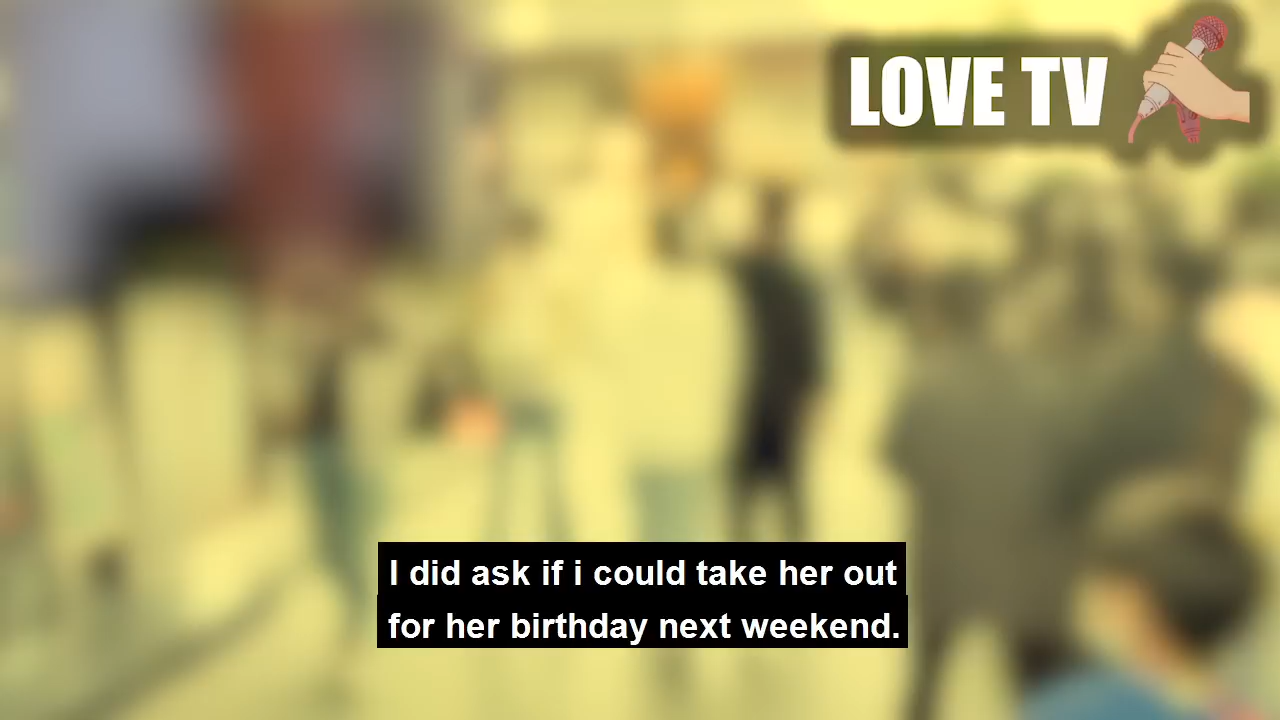 LOVE TV
I did ask if i could take her out
for her birthday next weekend.